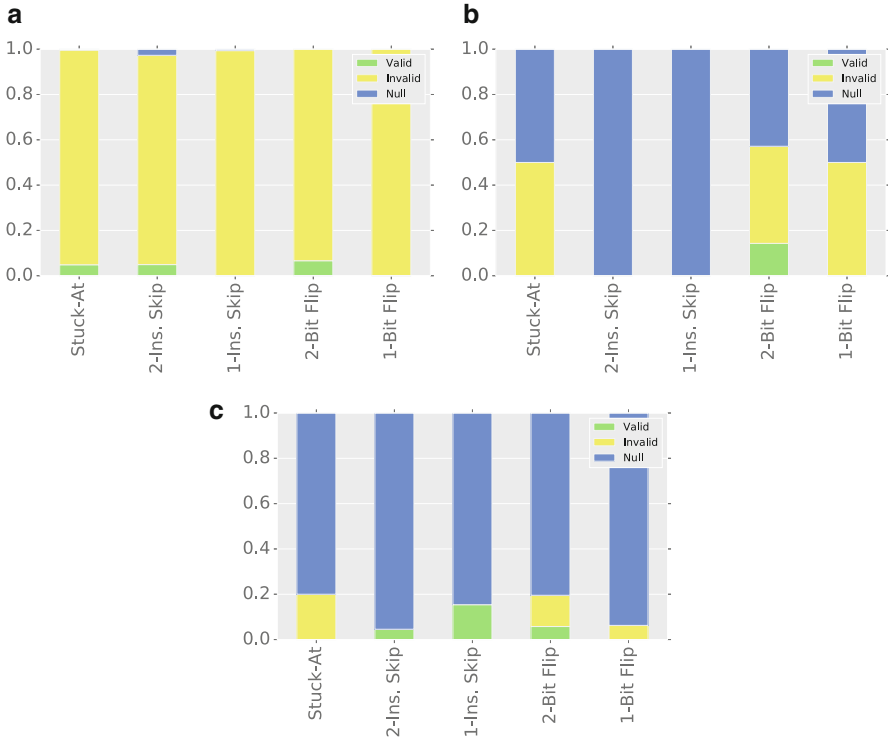 a
1.0
0.8
0.6
0.4
0.2
0.0
Valid
Invalid
Null
Stuck-At
2-Ins. Skip
1-Ins. Skip
2-Bit Flip
1-Bit Flip
b
1.0
0.8
0.6
0.4
0.2
0.0
Valid
Invalid
Null
Stuck-At
2-Ins. Skip
1-Ins. Skip
2-Bit Flip
1-Bit Flip
c
1.0
0.8
0.6
0.4
0.2
0.0
Valid
Invalid
Null
Stuck-At
2-Ins. Skip
1-Ins. Skip
2-Bit Flip
1-Bit Flip